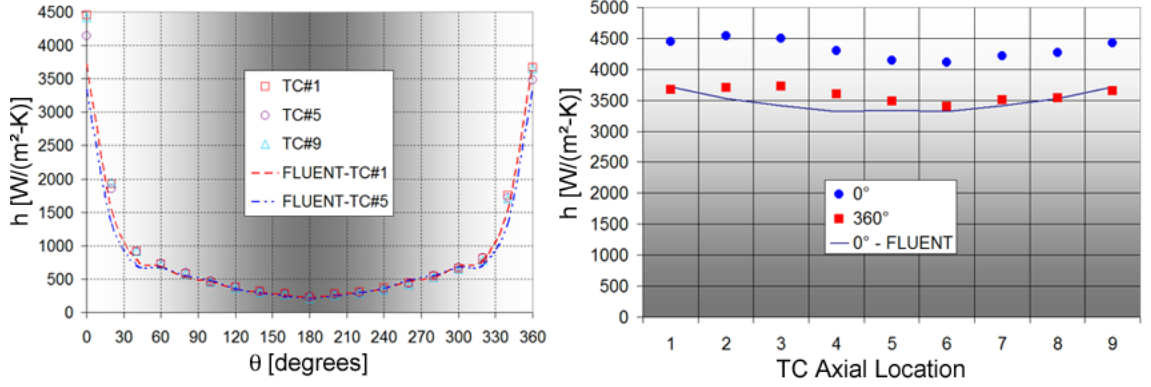 4500
4000
3500
3000
2500
2000
1500
1000
500
0
h [W/(m²-K)]
TC#1
TC#5
TC#9
FLUENT-TC#1
FLUENT-TC#5
0 30 60 90 120 150 180 210 240 270 300 330 360
θ [degrees]
5000
4500
4000
3500
3000
2500
2000
1500
1000
500
0
h [W/(m²-K)]
0°
360°
0° - FLUENT
1 2 3 4 5 6 7 8 9
TC Axial Location